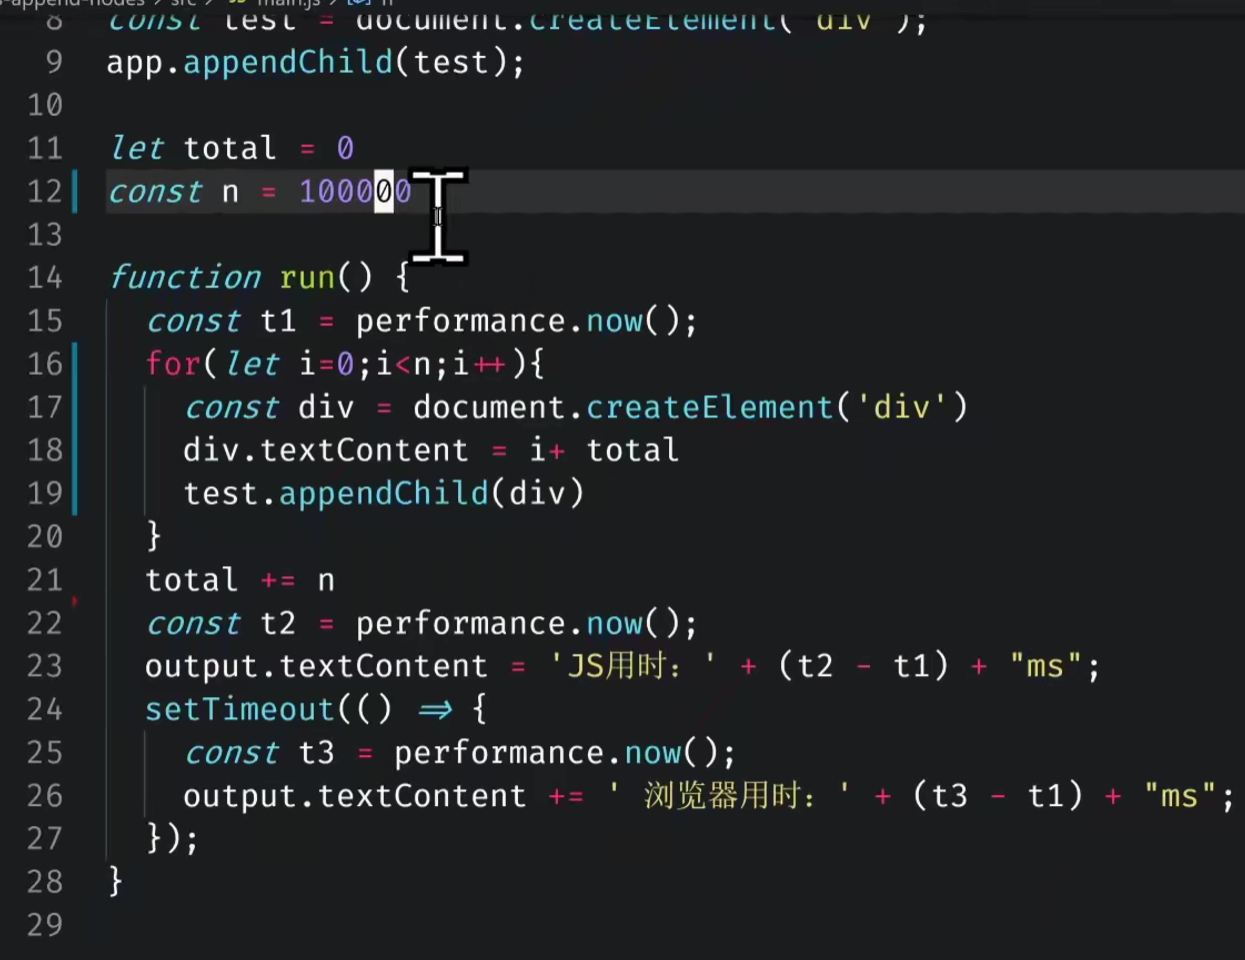 s-append-nodes > src > main.js > n
8 const test = document.createElement('div');
9 app.appendChild(test);
10
11 let total = 0
12 const n = 100000
13
14 function run() {
15 const t1 = performance.now();
16 for(let i=0;i<n;i++){
17 const div = document.createElement('div')
18 div.textContent = i+ total
19 test.appendChild(div)
20 }
21 total += n
22 const t2 = performance.now();
23 output.textContent = 'JS用时：' + (t2 - t1) + "ms";
24 setTimeout(() => {
25 const t3 = performance.now();
26 output.textContent += ' 浏览器用时：' + (t3 - t1) + "ms";
27 });
28 }
29